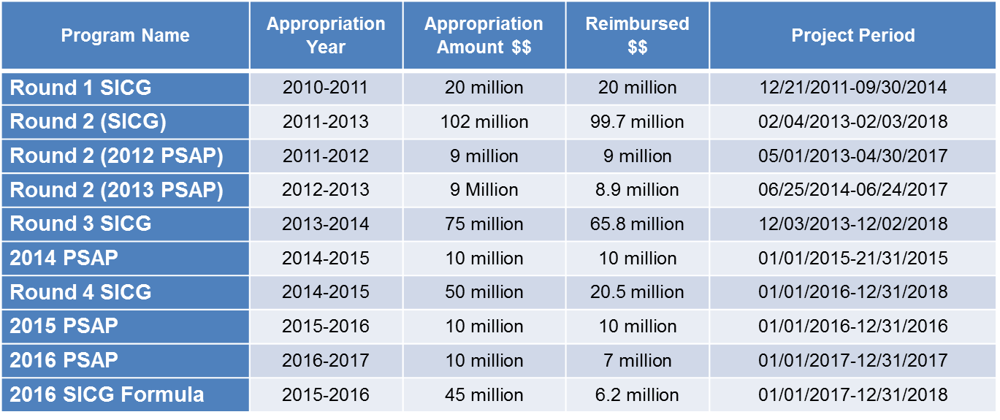 Program Name Appropriation Year Appropriation Amount $$ Reimbursed $$ Project Period
Round 1 SICG 2010-2011 20 million 20 million 12/21/2011-09/30/2014
Round 2 (SICG) 2011-2013 102 million 99.7 million 02/04/2013-02/03/2018
Round 2 (2012 PSAP) 2011-2012 9 million 9 million 05/01/2013-04/30/2017
Round 2 (2013 PSAP) 2012-2013 9 Million 8.9 million 06/25/2014-06/24/2017
Round 3 SICG 2013-2014 75 million 65.8 million 12/03/2013-12/02/2018
2014 PSAP 2014-2015 10 million 10 million 01/01/2015-21/31/2015
Round 4 SICG 2014-2015 50 million 20.5 million 01/01/2016-12/31/2018
2015 PSAP 2015-2016 10 million 10 million 01/01/2016-12/31/2016
2016 PSAP 2016-2017 10 million 7 million 01/01/2017-12/31/2017
2016 SICG Formula 2015-2016 45 million 6.2 million 01/01/2017-12/31/2018